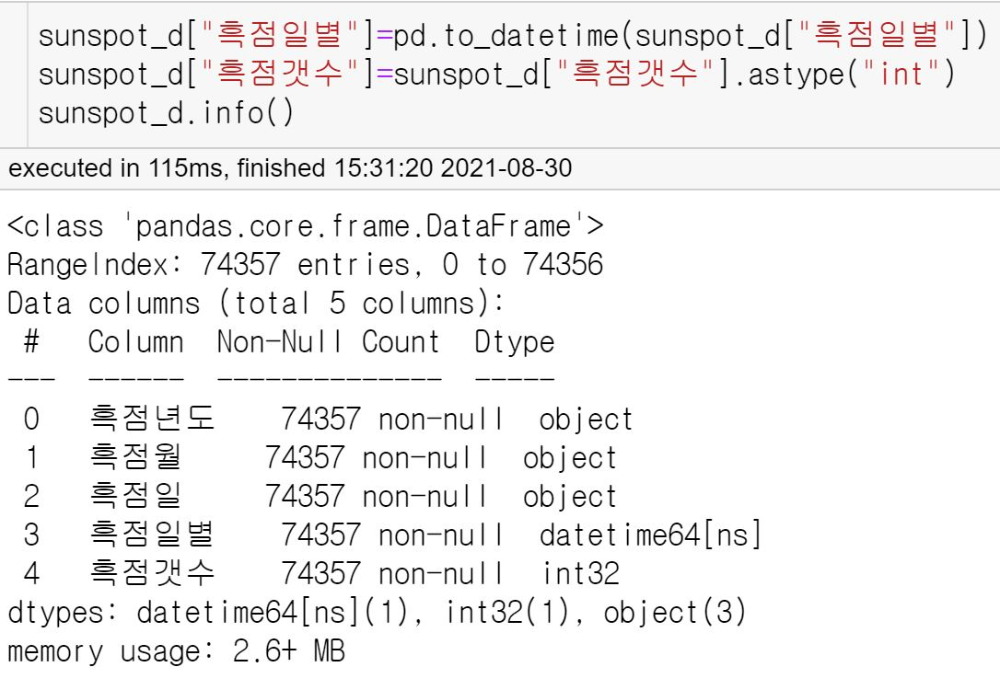 sunspot_d["흑점일별"]=pd.to_datetime(sunspot_d["흑점일별"])
sunspot_d["흑점갯수"]=sunspot_d["흑점갯수"].astype("int")
sunspot_d.info()
executed in 115ms, finished 15:31:20 2021-08-30
<class 'pandas.core.frame.DataFrame'>
RangeIndex: 74357 entries, 0 to 74356
Data columns (total 5 columns):
 #   Column  Non-Null Count  Dtype
---  ------  --------------  -----
 0   흑점년도    74357 non-null  object
 1   흑점월     74357 non-null  object
 2   흑점일     74357 non-null  object
 3   흑점일별    74357 non-null  datetime64[ns]
 4   흑점갯수    74357 non-null  int32
dtypes: datetime64[ns](1), int32(1), object(3)
memory usage: 2.6+ MB